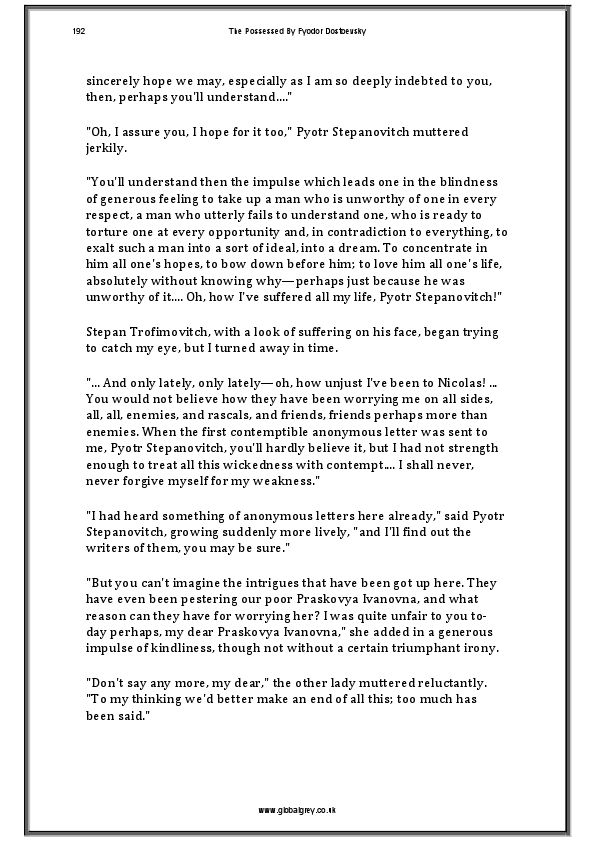 192
The Possessed By Fyodor Dostoevsky
sincerely hope we may, especially as I am so deeply indebted to you,
then, perhaps you'll understand...."
"Oh, I assure you, I hope for it too," Pyotr Stepanovitch muttered
jerkily.
"You'll understand then the impulse which leads one in the blindness
of generous feeling to take up a man who is unworthy of one in every
respect, a man who utterly fails to understand one, who is ready to
torture one at every opportunity and, in contradiction to everything, to
exalt such a man into a sort of ideal, into a dream. To concentrate in
him all one's hopes, to bow down before him; to love him all one's life,
absolutely without knowing why—perhaps just because he was
unworthy of it.... Oh, how I've suffered all my life, Pyotr Stepanovitch!"
Stepan Trofimovitch, with a look of suffering on his face, began trying
to catch my eye, but I turned away in time.
"... And only lately, only lately—oh, how unjust I've been to Nicolas! ...
You would not believe how they have been worrying me on all sides,
all, all, enemies, and rascals, and friends, friends perhaps more than
enemies. When the first contemptible anonymous letter was sent to
me, Pyotr Stepanovitch, you'll hardly believe it, but I had not strength
enough to treat all this wickedness with contempt.... I shall never,
never forgive myself for my weakness."
"I had heard something of anonymous letters here already," said Pyotr
Stepanovitch, growing suddenly more lively, "and I'll find out the
writers of them, you may be sure."
"But you can't imagine the intrigues that have been got up here. They
have even been pestering our poor Praskovya Ivanovna, and what
reason can they have for worrying her? I was quite unfair to you to-
day perhaps, my dear Praskovya Ivanovna," she added in a generous
impulse of kindliness, though not without a certain triumphant irony.
"Don't say any more, my dear," the other lady muttered reluctantly.
"To my thinking we'd better make an end of all this; too much has
been said."
www.globalgrey.co.uk